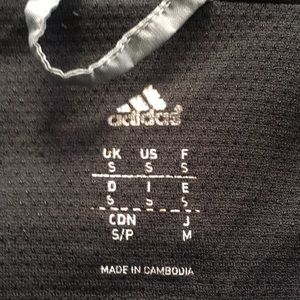 adidas®
UK US F
S S S
D I E
S S S
CDN J
S/P M
MADE IN CAMBODIA